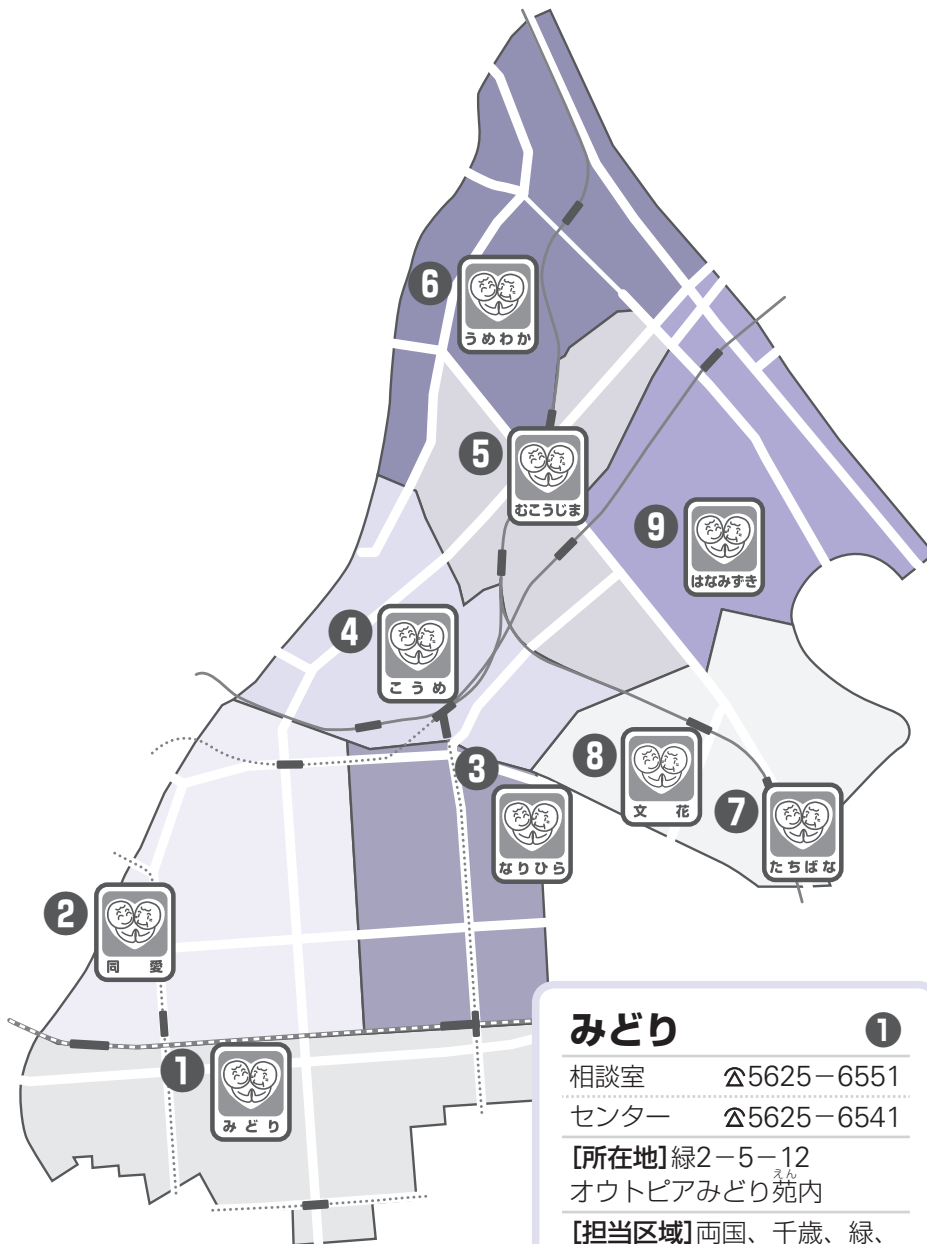 6
うめわか
5
むこうじま
9
はなみずき
4
こうめ
3
なりひら
8
文花
7
たちばな
2
同愛
1
みどり
みどり 1
相談室 ☎5625−6551
センター ☎5625−6541
[所在地]緑2−5−12
オウトピアみどり苑内
えん
[担当区域]両国、千歳、緑、